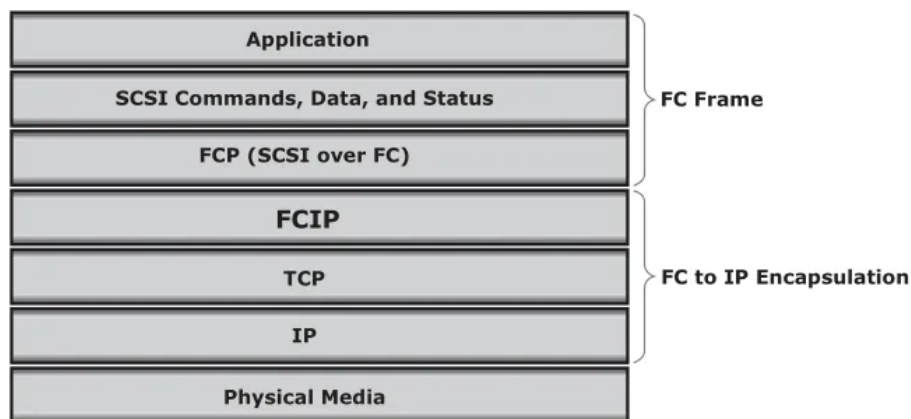 Application
SCSI Commands, Data, and Status
FC Frame
FCP (SCSI over FC)
FCIP
TCP
FC to IP Encapsulation
IP
Physical Media